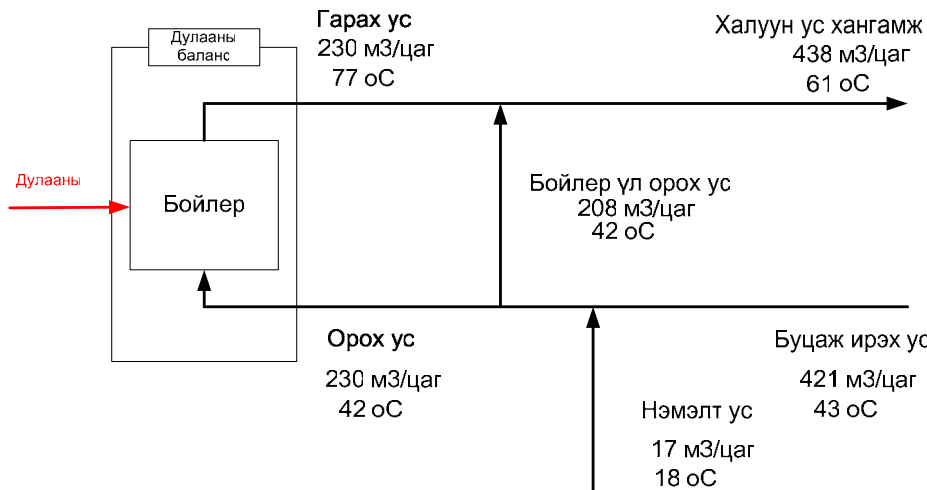 Дулааны
баланс
Гарах ус
230 м3/цаг
77 оС
Халуун ус хангамж
438 м3/цаг
61 оС
Дулааны
Бойлер
Бойлер үл орох ус
208 м3/цаг
42 оС
Орох ус
230 м3/цаг
42 оС
Буцаж ирэх ус
421 м3/цаг
43 оС
Нэмэлт ус
17 м3/цаг
18 оС